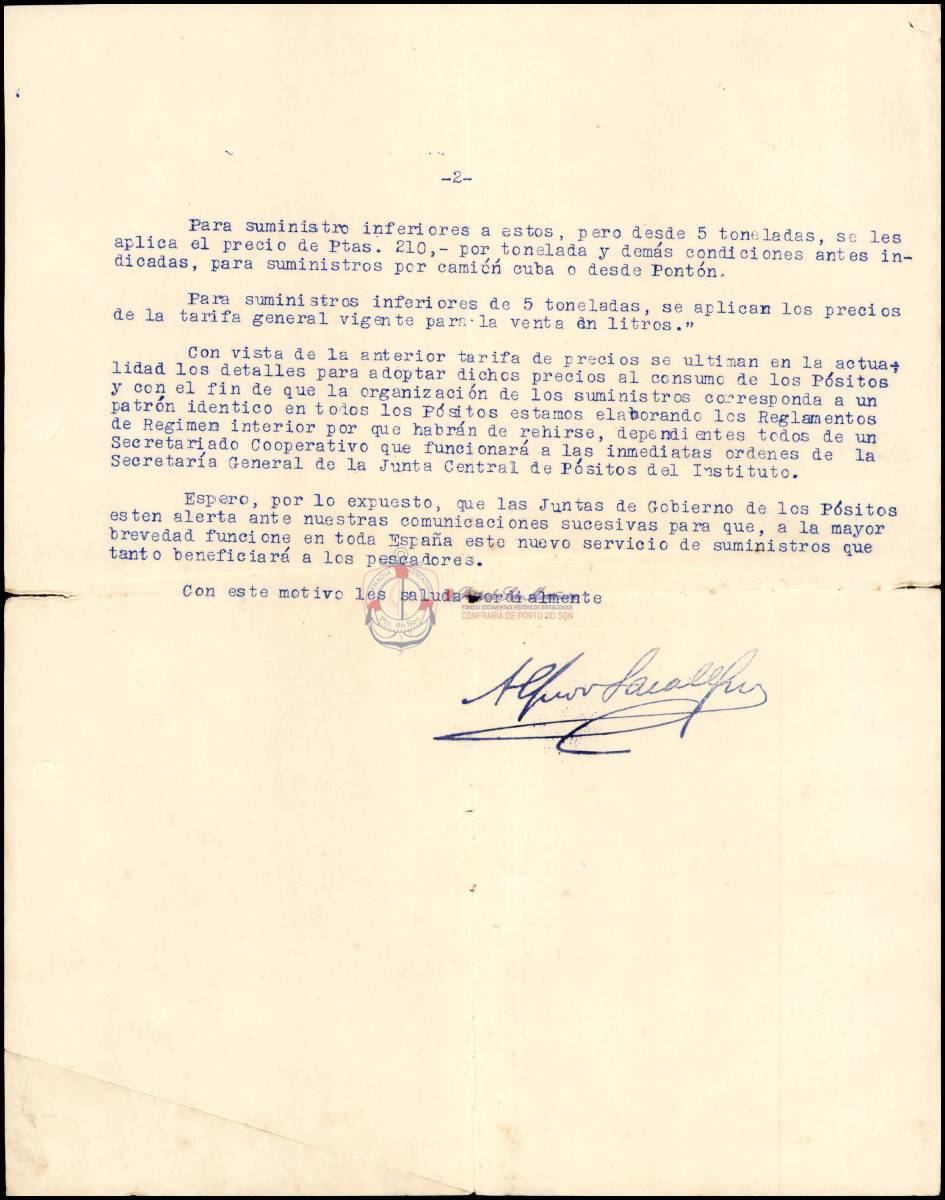 -2-
Para suministro inferiores a estos, pero desde 5 toneladas, se les
aplica el precio de Ptas. 210,- por tonelada y demás condiciones antes in-
dicadas, para suministros por camión cuba o desde Pontón.
Para suministros inferiores de 5 toneladas, se aplican los precios
de la tarifa general vigente para la venta en litros."
Con vista de la anterior tarifa de precios se ultiman en la actua-
lidad los detalles para adoptar dichos precios al consumo de los Pósitos
y con el fin de que la organización de los suministros corresponda a un
patrón identico en todos los Pósitos estamos elaborando los Reglamentos
de Regimen interior por que habrán de rehirse, dependientes todos de un
Secretariado Cooperativo que funcionará a las inmediatas ordenes de la
Secretaría General de la Junta Central de Pósitos del Instituto.
Espero, por lo expuesto, que las Juntas de Gobierno de los Pósitos
esten alerta ante nuestras comunicaciones sucesivas para que, a la mayor
brevedad funcione en toda España este nuevo servicio de suministros que
tanto beneficiará a los pescadores.
Con este motivo les saluda cordialmente
Pto. do Son
FONDOS DOCUMENTAIS HISTÓRICOS DIGITALIZADOS
CONFRARÍA DE PORTO DO SON